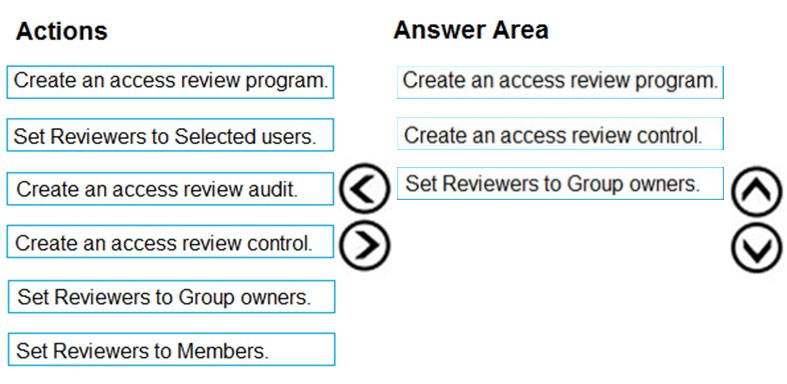 Actions
Create an access review program.
Set Reviewers to Selected users.
Create an access review audit.
Create an access review control.
Set Reviewers to Group owners.
Set Reviewers to Members.
Answer Area
Create an access review program.
Create an access review control.
Set Reviewers to Group owners.